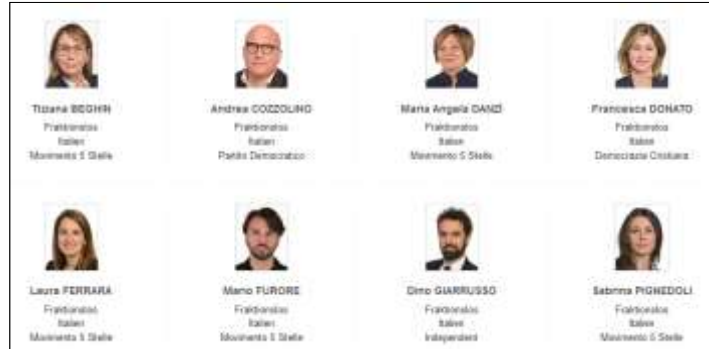 Tiziana BEGHIN
Fraktionslos
Italien
Movimento 5 Stelle
Andrea COZZOLINO
Fraktionslos
Italien
Partito Democratico
Maria Angela DANZÌ
Fraktionslos
Italien
Movimento 5 Stelle
Francesca DONATO
Fraktionslos
Italien
Democrazia Cristiana
Laura FERRARA
Fraktionslos
Italien
Movimento 5 Stelle
Mario FURORE
Fraktionslos
Italien
Movimento 5 Stelle
Dino GIARRUSSO
Fraktionslos
Italien
Independent
Sabrina PIGNEDOLI
Fraktionslos
Italien
Movimento 5 Stelle